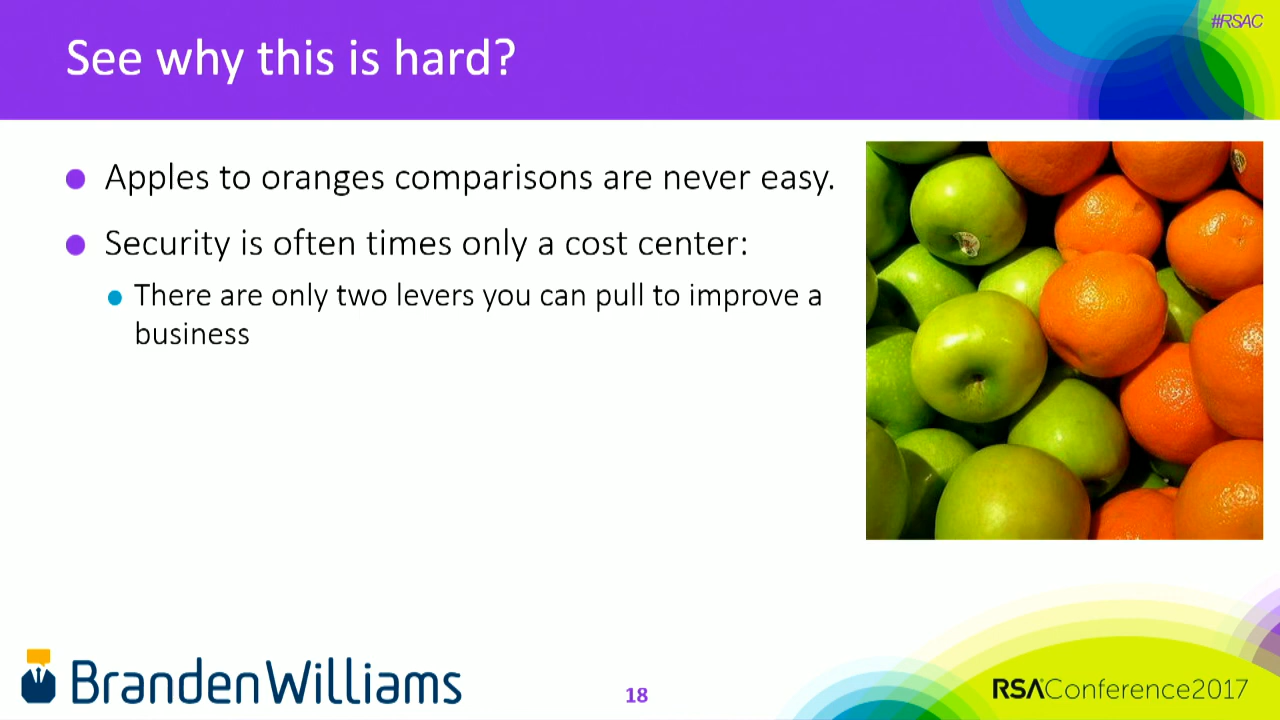 #RSAC
See why this is hard?
Apples to oranges comparisons are never easy.
Security is often times only a cost center:
There are only two levers you can pull to improve a
business
BrandenWilliams
18
RSAConference2017